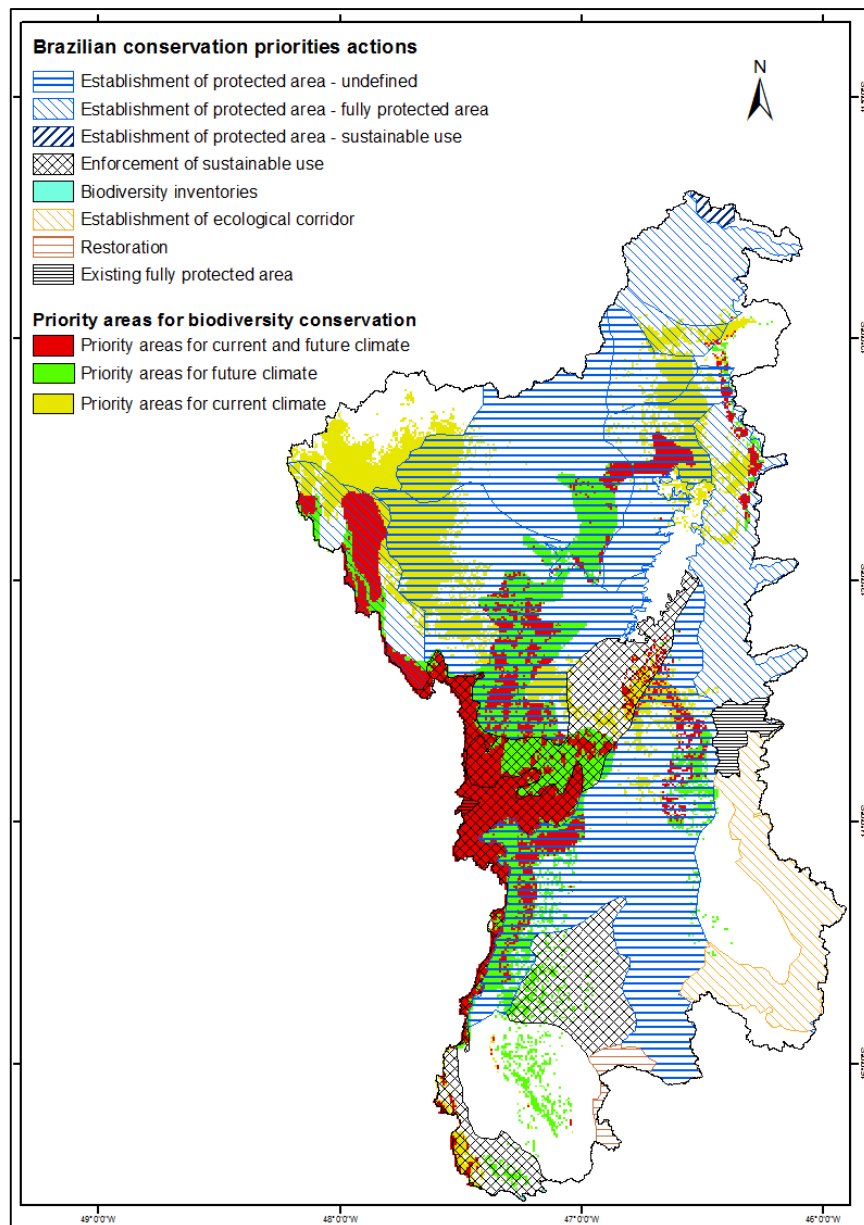 Brazilian conservation priorities actions
Establishment of protected area - undefined
Establishment of protected area - fully protected area
Establishment of protected area - sustainable use
Enforcement of sustainable use
Biodiversity inventories
Establishment of ecological corridor
Restoration
Existing fully protected area
Priority areas for biodiversity conservation
Priority areas for current and future climate
Priority areas for future climate
Priority areas for current climate
N
49°0'0"W
48°0'0"W
47°0'0"W
46°0'0"W